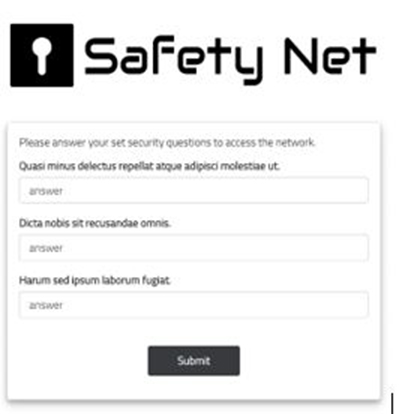 Safety Net
Please answer your set security questions to access the network.
Quasi minus delectus repellat atque adipisci molestiae ut.
answer
Dicta nobis sit recusandae omnis.
answer
Harum sed ipsum laborum fugiat.
answer
Submit